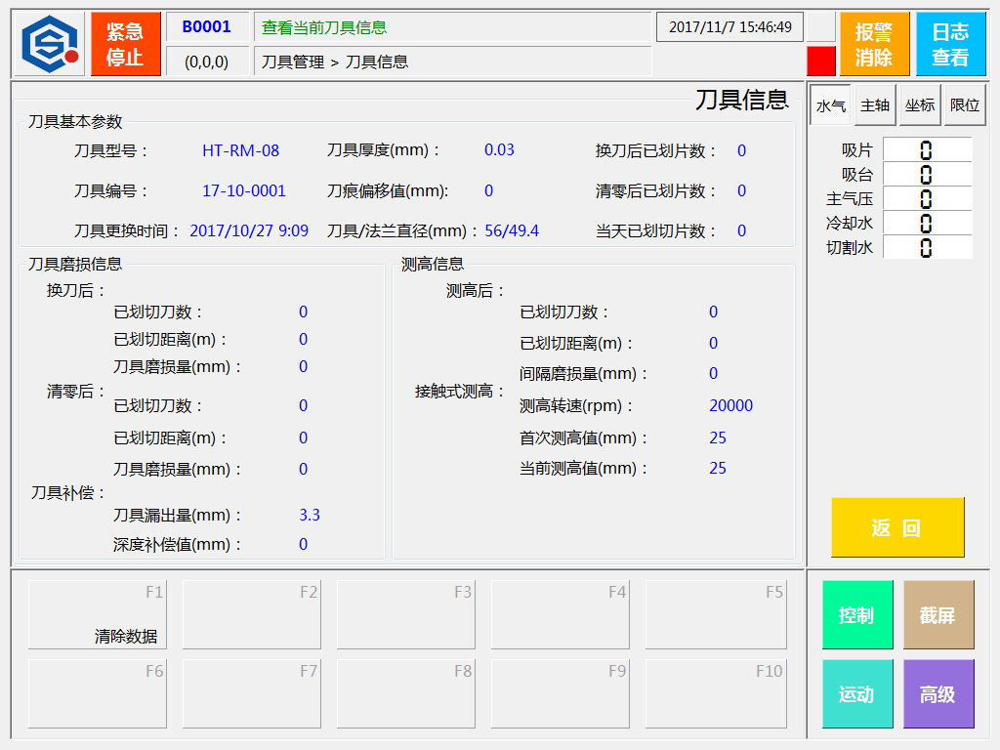 紧急
停止
B0001
查看当前刀具信息
2017/11/7 15:46:49
报警
消除
日志
查看
(0,0,0)
刀具管理 > 刀具信息
刀具信息
水气 主轴 坐标 限位
刀具基本参数
刀具型号： HT-RM-08 刀具厚度(mm)： 0.03 换刀后已划片数： 0
刀具编号： 17-10-0001 刀痕偏移值(mm): 0 清零后已划片数： 0
刀具更换时间： 2017/10/27 9:09 刀具/法兰直径(mm)： 56/49.4 当天已划切片数： 0
吸片 0
吸台 0
主气压 0
冷却水 0
切割水 0
刀具磨损信息
换刀后：
已划切刀数： 0
已划切距离(m)： 0
刀具磨损量(mm)： 0
清零后：
已划切刀数： 0
已划切距离(m)： 0
刀具磨损量(mm)： 0
刀具补偿：
刀具漏出量(mm)： 3.3
深度补偿值(mm)： 0
测高信息
测高后：
已划切刀数： 0
已划切距离(m)： 0
间隔磨损量(mm)： 0
接触式测高：
测高转速(rpm)： 20000
首次测高值(mm)： 25
当前测高值(mm)： 25
返 回
F1 F2 F3 F4 F5
清除数据
F6 F7 F8 F9 F10
控制 截屏
运动 高级